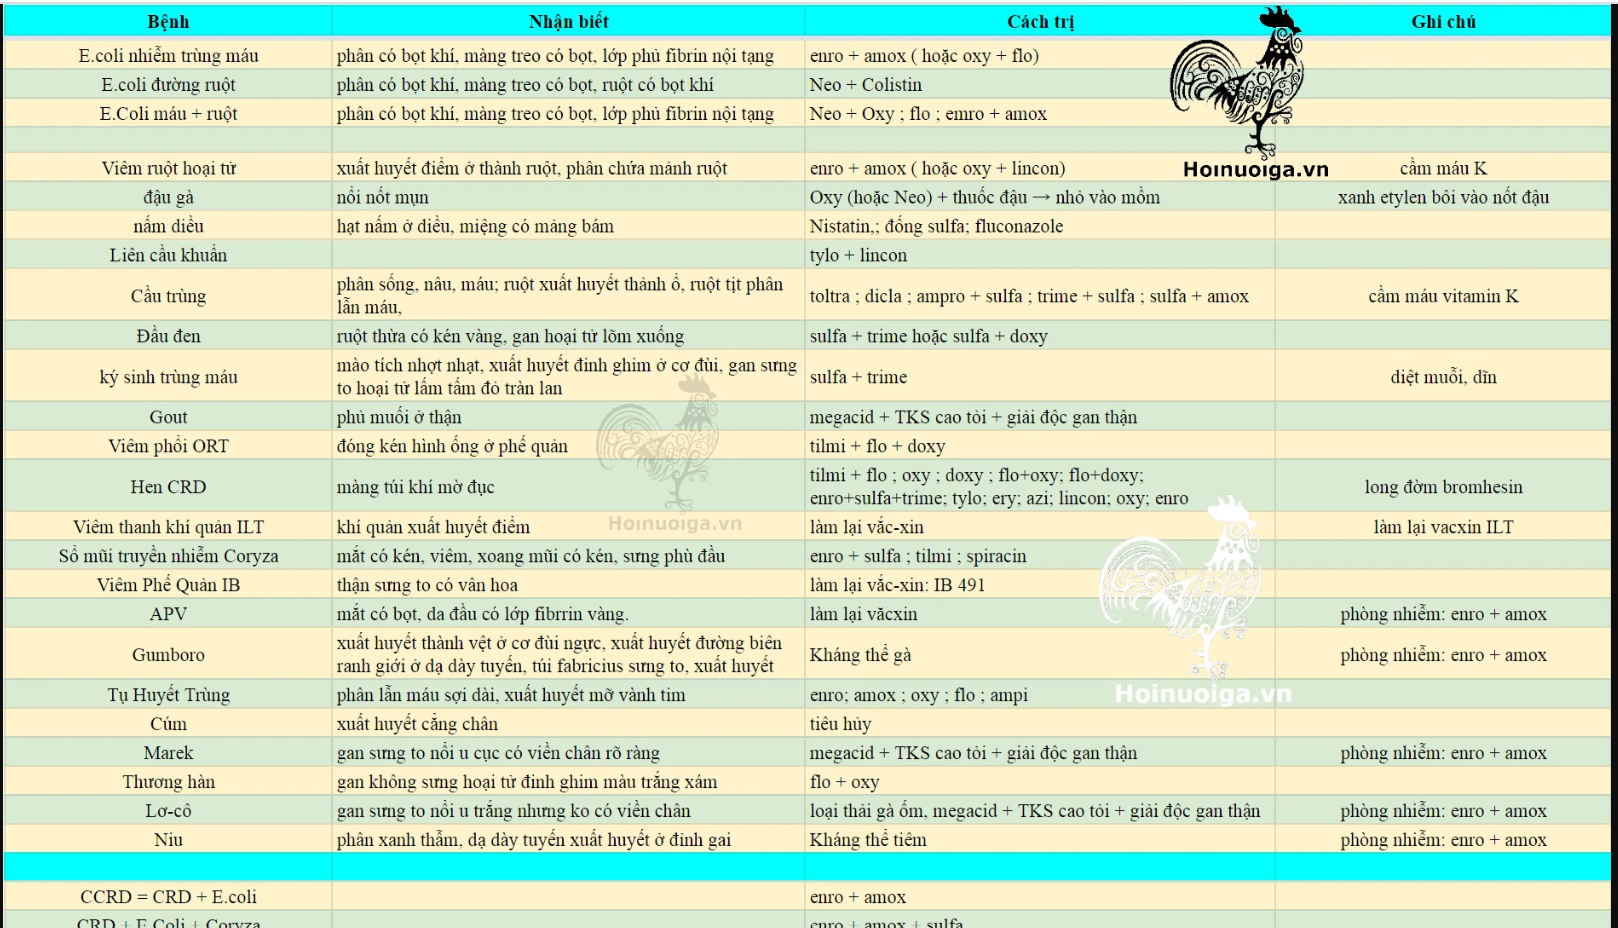 Bệnh Nhận biết Cách trị Ghi chú
E.coli nhiễm trùng máu phân có bọt khí, màng treo có bọt, lớp phủ fibrin nội tạng enro + amox ( hoặc oxy + flo)
E.coli đường ruột phân có bọt khí, màng treo có bọt, ruột có bọt khí Neo + Colistin
E.Coli máu + ruột phân có bọt khí, màng treo có bọt, lớp phủ fibrin nội tạng Neo + Oxy ; flo ; emro + amox
Hoinuoiga.vn
Viêm ruột hoại tử xuất huyết điểm ở thành ruột, phân chứa mảnh ruột enro + amox ( hoặc oxy + lincon) cầm máu K
đậu gà nổi nốt mụn Oxy (hoặc Neo) + thuốc đậu → nhỏ vào mồm xanh etylen bôi vào nốt đậu
nấm diều hạt nấm ở diều, miệng có mảng bám Nistatin,; đống sulfa; fluconazole
Liên cầu khuẩn tylo + lincon
Cầu trùng phân sống, nâu, máu; ruột xuất huyết thảnh ổ, ruột tịt phân
lẫn máu, toltra ; dicla ; ampro + sulfa ; trime + sulfa ; sulfa + amox cầm máu vitamin K
Đầu đen ruột thừa có kén vàng, gan hoại tử lõm xuống sulfa + trime hoặc sulfa + doxy
ký sinh trùng máu mào tích nhợt nhạt, xuất huyết đinh ghim ở cơ đùi, gan sưng
to hoại tử lấm tấm đỏ tràn lan sulfa + trime diệt muỗi, dĩn
Gout phủ muối ở thận megacid + TKS cao tỏi + giải độc gan thận
Viêm phổi ORT đóng kén hình ống ở phế quản tilmi + flo + doxy
Hen CRD màng túi khí mờ đục tilmi + flo ; oxy ; doxy ; flo+oxy; flo+doxy;
enro+sulfa+trime; tylo; ery; azi; lincon; oxy; enro long đờm bromhesin
Hoinuoiga.vn
Viêm thanh khí quản ILT khí quản xuất huyết điểm làm lại vắc-xin làm lại vacxin ILT
Sổ mũi truyền nhiễm Coryza mắt có kén, viêm, xoang mũi có kén, sưng phù đầu enro + sulfa ; tilmi ; spiracin
Viêm Phế Quản IB thận sưng to có vân hoa làm lại vắc-xin: IB 491
APV mắt có bọt, da đầu có lớp fibrrin vàng. làm lại văcxin phòng nhiễm: enro + amox
Gumboro xuất huyết thành vệt ở cơ đùi ngực, xuất huyết đường biên
ranh giới ở dạ dày tuyến, túi fabricius sưng to, xuất huyết Kháng thể gà phòng nhiễm: enro + amox
Tụ Huyết Trùng phân lẫn máu sợi dài, xuất huyết mỡ vành tim enro; amox ; oxy ; flo ; ampi
Hoinuoiga.vn
Cúm xuất huyết cẳng chân tiêu hủy
Marek gan sưng to nổi u cục có viền chân rõ ràng megacid + TKS cao tỏi + giải độc gan thận phòng nhiễm: enro + amox
Thương hàn gan không sưng hoại tử đinh ghim màu trắng xám flo + oxy
Lơ-cô gan sưng to nổi u trắng nhưng ko có viền chân loại thải gà ốm, megacid + TKS cao tỏi + giải độc gan thận phòng nhiễm: enro + amox
Niu phân xanh thẫm, dạ dày tuyến xuất huyết ở đỉnh gai Kháng thể tiêm phòng nhiễm: enro + amox
CCRD = CRD + E.coli enro + amox
CRD + E.Coli + Coryza enro + amox + sulfa